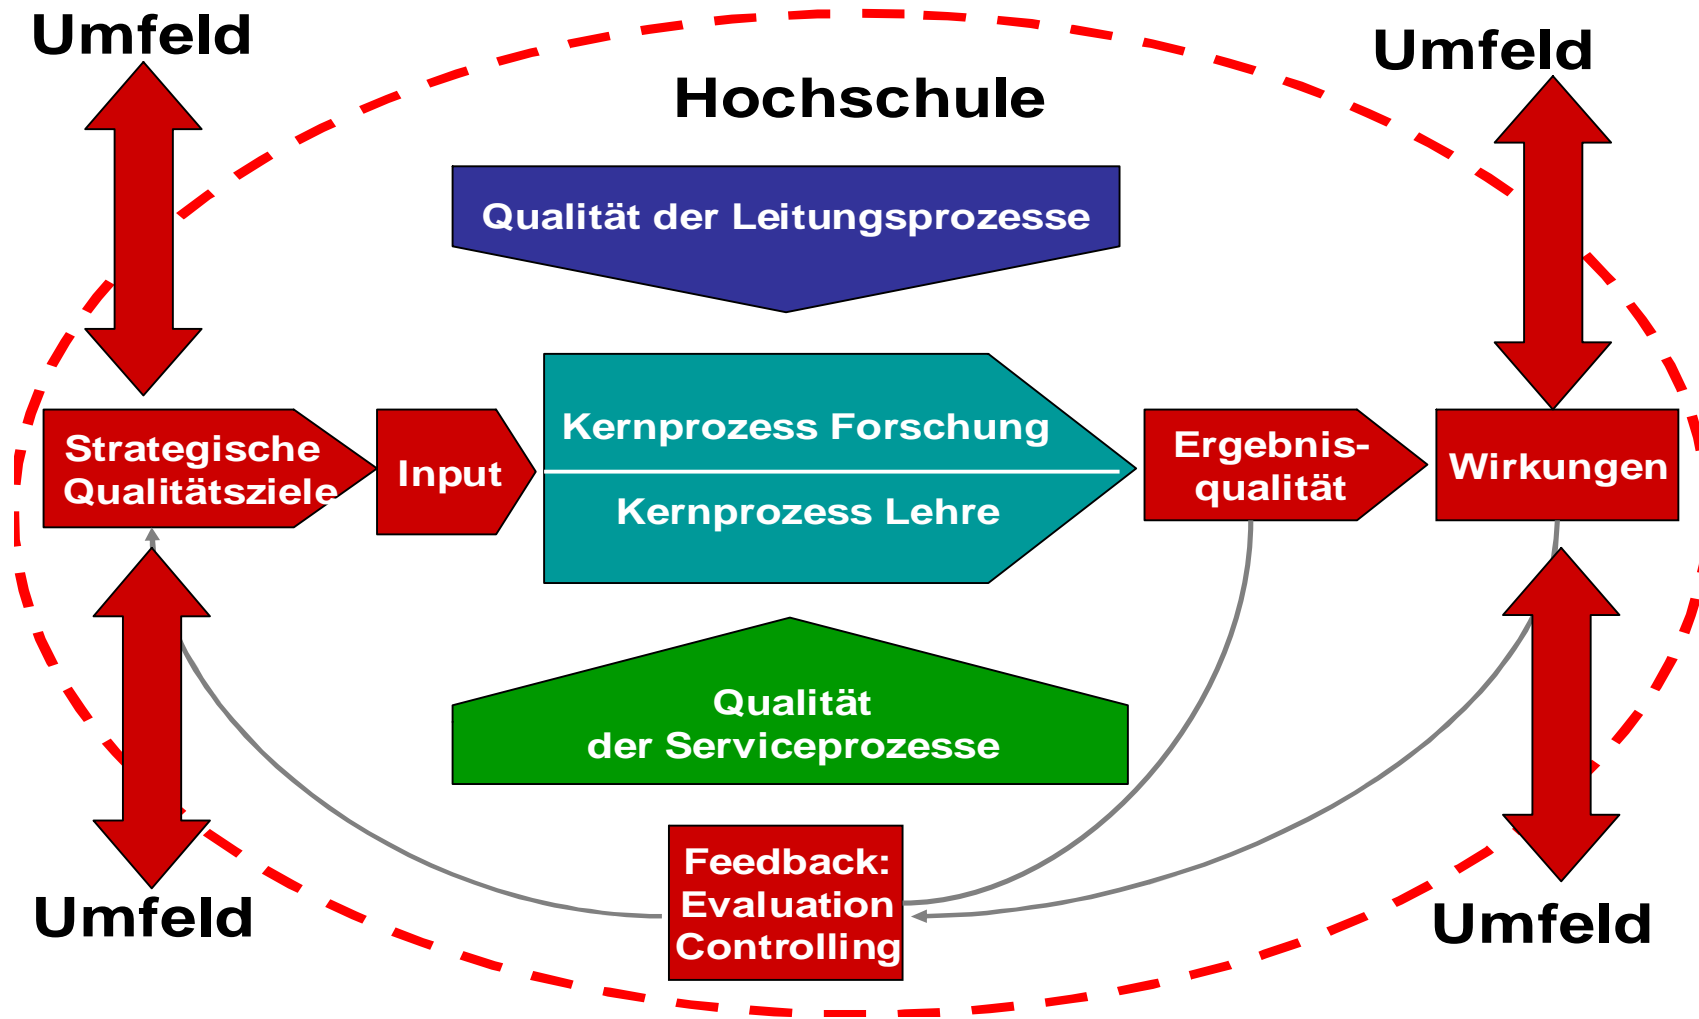 Umfeld
Umfeld
Hochschule
Qualität der Leitungsprozesse
Strategische
Qualitätsziele
Input
Kernprozess Forschung
Kernprozess Lehre
Ergebnis-
qualität
Wirkungen
Qualität
der Serviceprozesse
Feedback:
Evaluation
Controlling
Umfeld
Umfeld